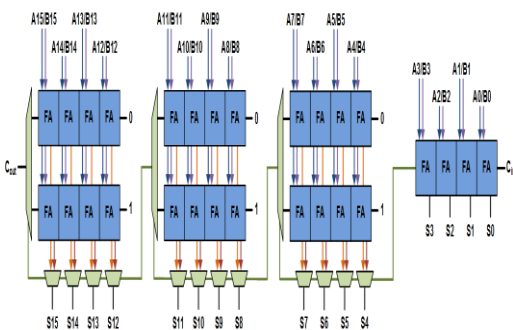 A15/B15 A13/B13
A14/B14 A12/B12
A11/B11 A9/B9
A10/B10 A8/B8
A7/B7 A5/B5
A6/B6 A4/B4
A3/B3 A1/B1
A2/B2 A0/B0
FA FA FA FA 0
FA FA FA FA 0
FA FA FA FA 0
Cout
FA FA FA FA
FA FA FA FA 1
FA FA FA FA 1
FA FA FA FA 1
S3 S2 S1 S0
S15 S14 S13 S12
S11 S10 S9 S8
S7 S6 S5 S4